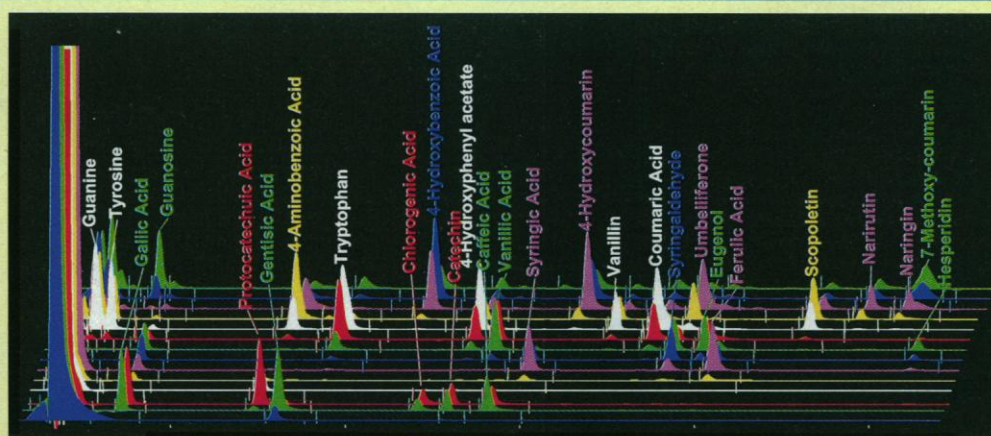 Guanine
Tyrosine
Gallic Acid
Guanosine
Protocatechuic Acid
Gentisic Acid
4-Aminobenzoic Acid
Tryptophan
Chlorogenic Acid
4-Hydroxybenzoic Acid
Catechin
4-Hydroxyphenyl acetate
Caffeic Acid
Vanillic Acid
Syringic Acid
4-Hydroxycoumarin
Vanillin
Coumaric Acid
Syringaldehyde
Umbelliferone
Eugenol
Ferulic Acid
Scopoletin
Narirutin
Naringin
7-Methoxy-coumarin
Hesperidin